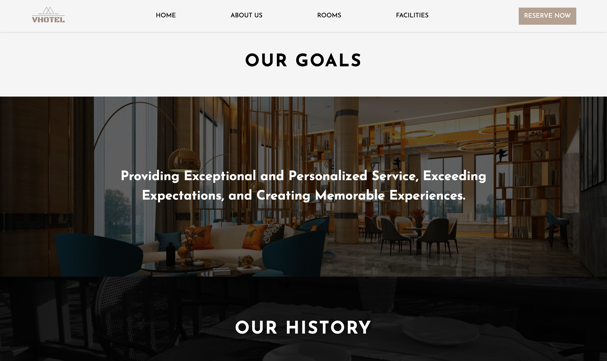 VHOTEL
HOME ABOUT US ROOMS FACILITIES RESERVE NOW
OUR GOALS
Providing Exceptional and Personalized Service, Exceeding
Expectations, and Creating Memorable Experiences.
OUR HISTORY